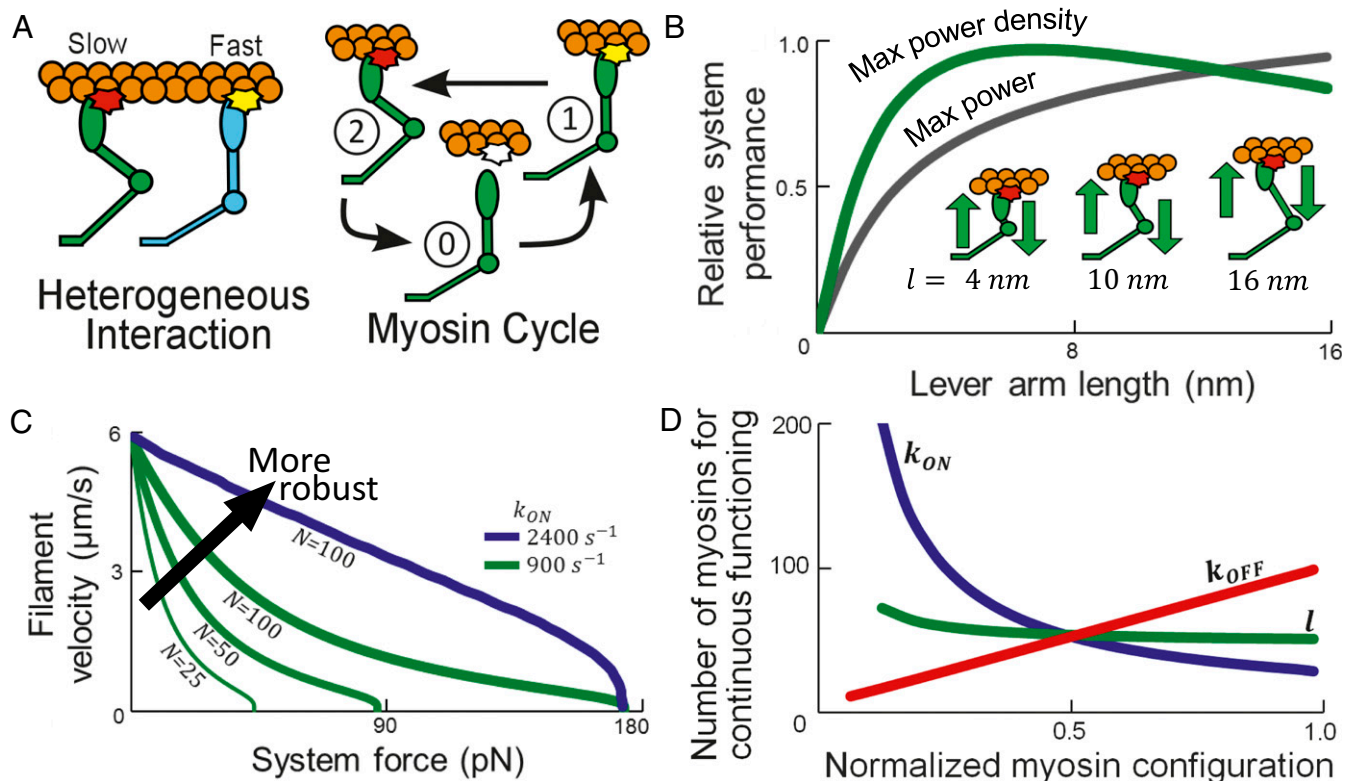 A
Slow Fast
Heterogeneous
Interaction
2
1
0
Myosin Cycle
B
Relative system
performance
1.0
0.5
0
Max power density
Max power
l = 4 nm 10 nm 16 nm
8 16
Lever arm length (nm)
C
Filament
velocity (μm/s)
6
3
0
More
robust
k_ON
2400 s⁻¹
900 s⁻¹
N=100
N=100
N=50
N=25
90 180
System force (pN)
D
Number of myosins for
continuous functioning
200
100
0
k_ON
k_OFF
l
0.5 1.0
Normalized myosin configuration